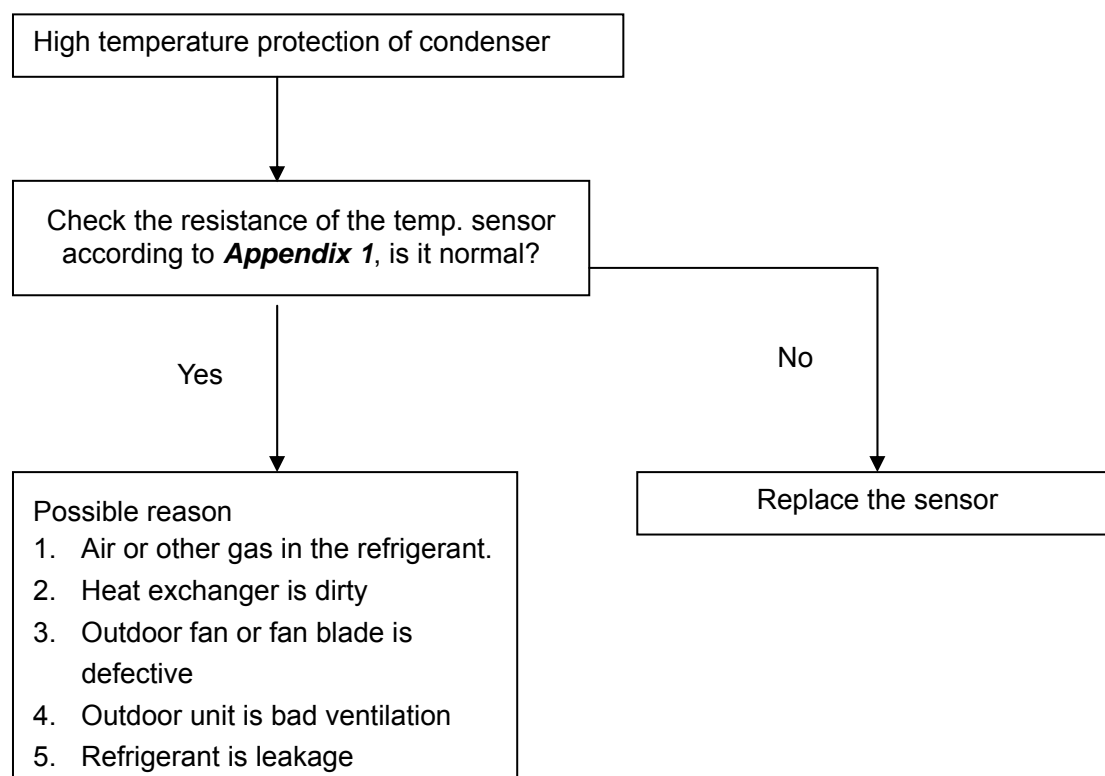 High temperature protection of condenser
Check the resistance of the temp. sensor
according to Appendix 1, is it normal?
Yes
No
Possible reason
1. Air or other gas in the refrigerant.
2. Heat exchanger is dirty
3. Outdoor fan or fan blade is
defective
4. Outdoor unit is bad ventilation
5. Refrigerant is leakage
Replace the sensor